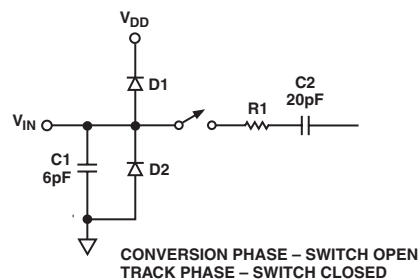 VDD
D1
C2
20pF
R1
VIN
C1
6pF
D2
CONVERSION PHASE – SWITCH OPEN
TRACK PHASE – SWITCH CLOSED